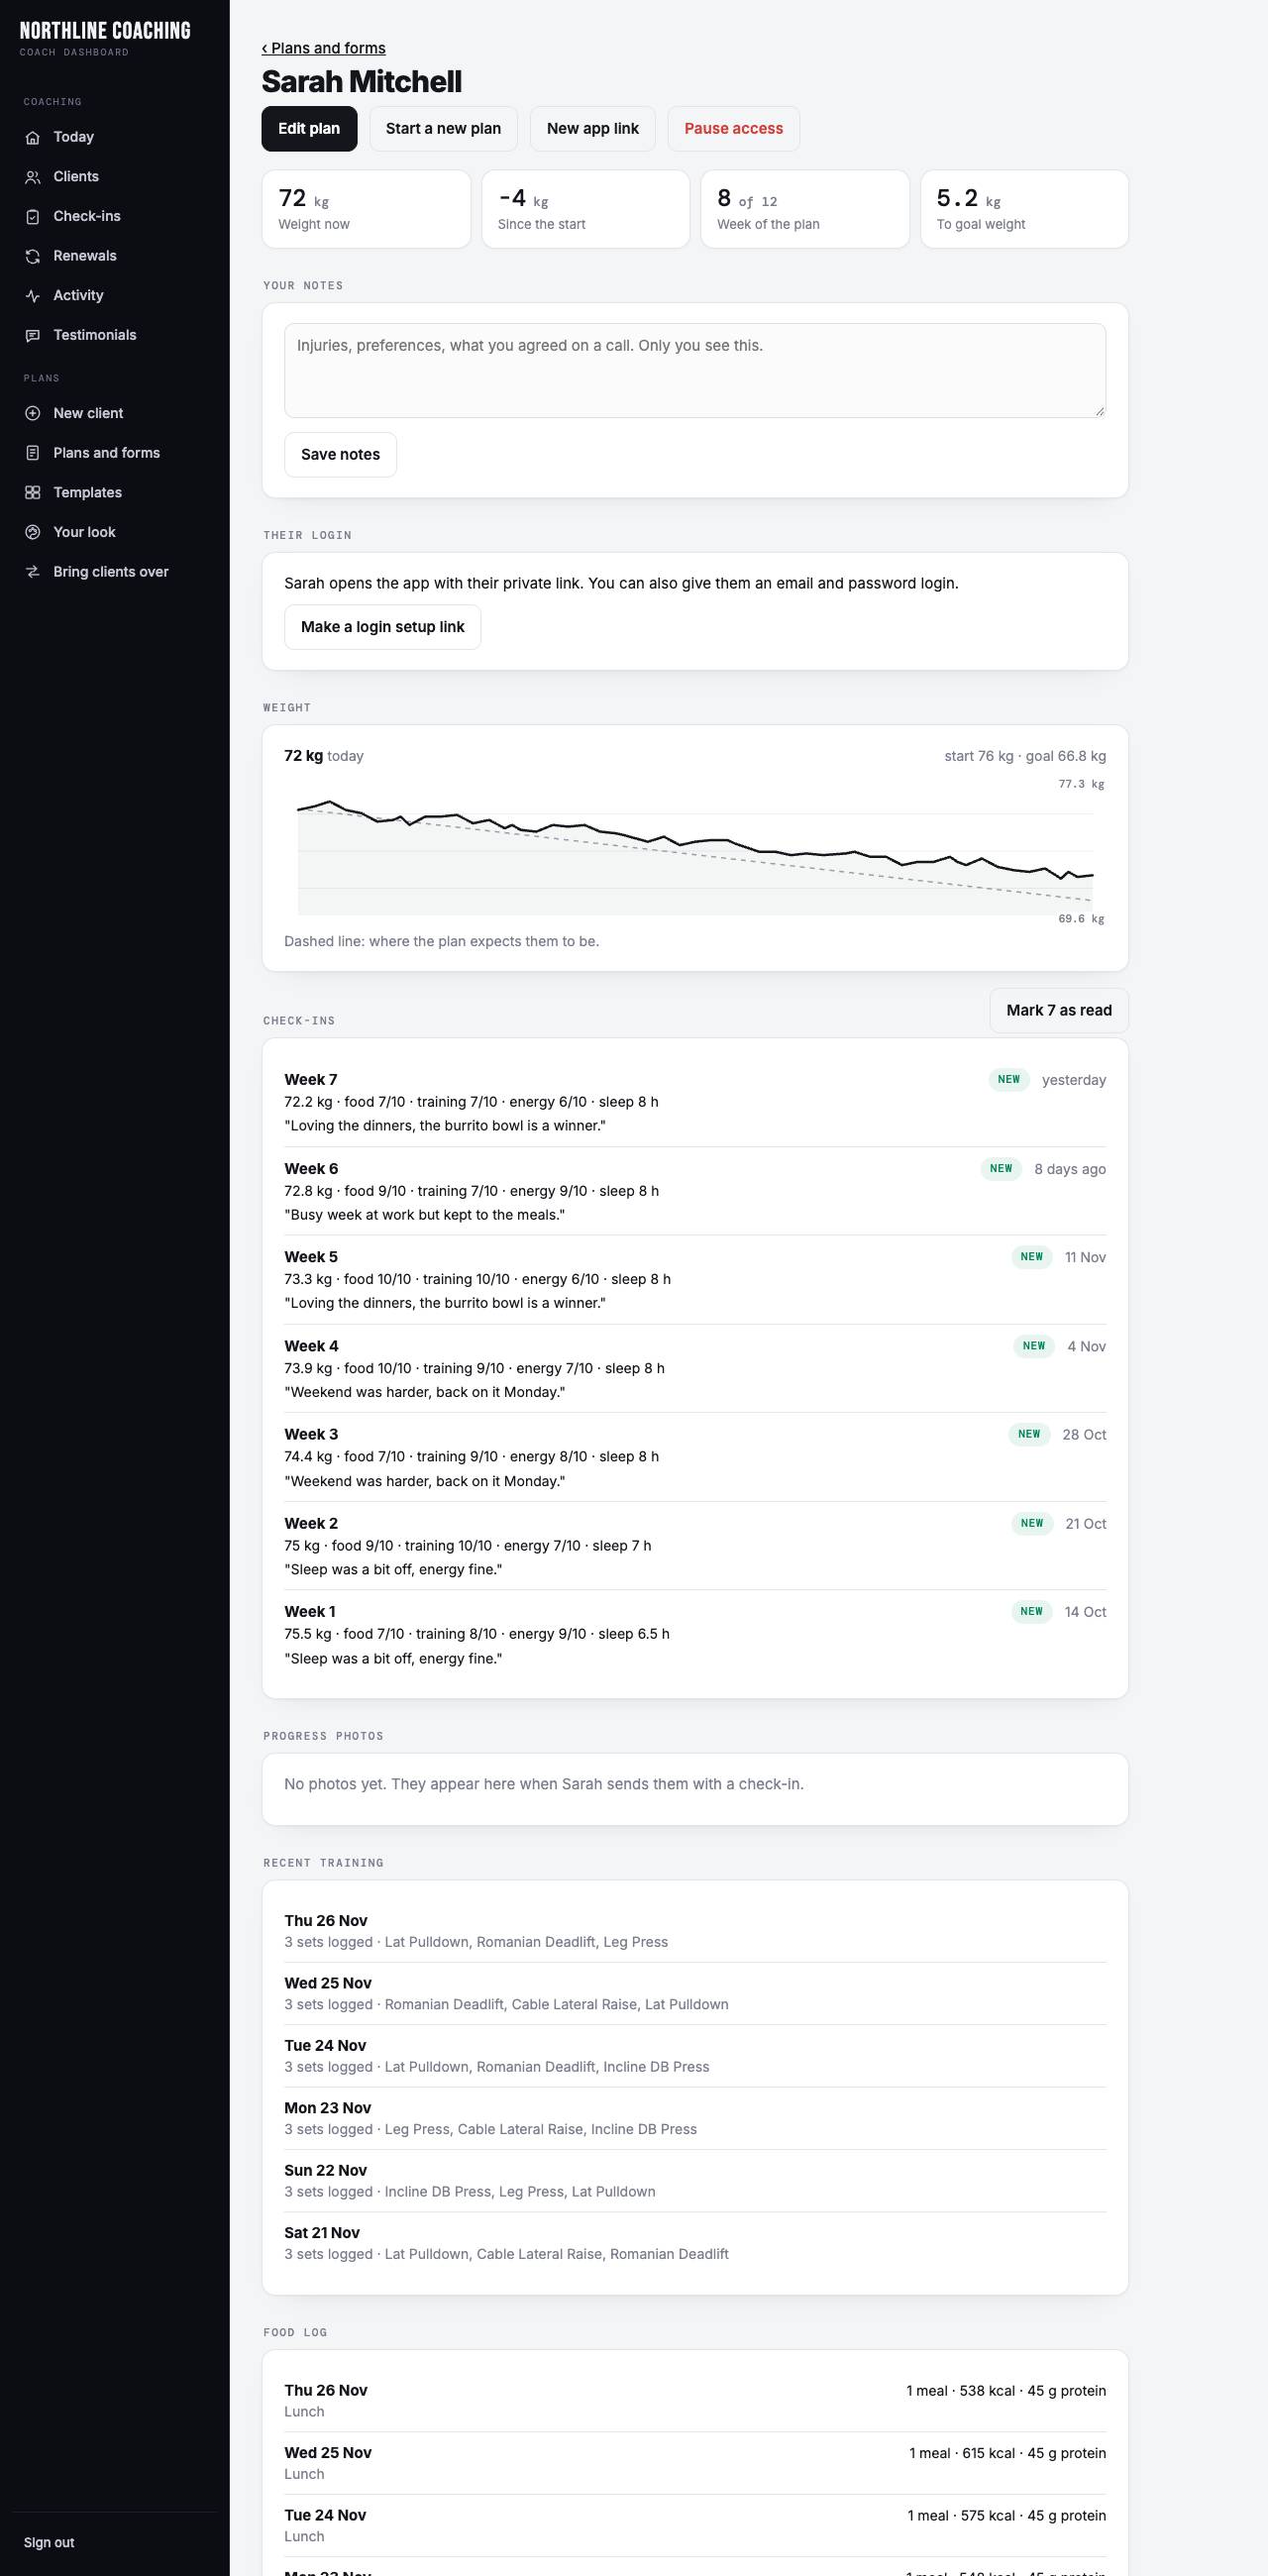 NORTHLINE COACHING
COACH DASHBOARD
COACHING
Today
Clients
Check-ins
Renewals
Activity
Testimonials
PLANS
New client
Plans and forms
Templates
Your look
Bring clients over
Sign out
‹ Plans and forms
Sarah Mitchell
Edit plan
Start a new plan
New app link
Pause access
72 kg
Weight now
-4 kg
Since the start
8 of 12
Week of the plan
5.2 kg
To goal weight
YOUR NOTES
Injuries, preferences, what you agreed on a call. Only you see this.
Save notes
THEIR LOGIN
Sarah opens the app with their private link. You can also give them an email and password login.
Make a login setup link
WEIGHT
72 kg today
start 76 kg · goal 66.8 kg
77.3 kg
69.6 kg
Dashed line: where the plan expects them to be.
CHECK-INS
Mark 7 as read
Week 7
NEW yesterday
72.2 kg · food 7/10 · training 7/10 · energy 6/10 · sleep 8 h
"Loving the dinners, the burrito bowl is a winner."
Week 6
NEW 8 days ago
72.8 kg · food 9/10 · training 7/10 · energy 9/10 · sleep 8 h
"Busy week at work but kept to the meals."
Week 5
NEW 11 Nov
73.3 kg · food 10/10 · training 10/10 · energy 6/10 · sleep 8 h
"Loving the dinners, the burrito bowl is a winner."
Week 4
NEW 4 Nov
73.9 kg · food 10/10 · training 9/10 · energy 7/10 · sleep 8 h
"Weekend was harder, back on it Monday."
Week 3
NEW 28 Oct
74.4 kg · food 7/10 · training 9/10 · energy 8/10 · sleep 8 h
"Weekend was harder, back on it Monday."
Week 2
NEW 21 Oct
75 kg · food 9/10 · training 10/10 · energy 7/10 · sleep 7 h
"Sleep was a bit off, energy fine."
Week 1
NEW 14 Oct
75.5 kg · food 7/10 · training 8/10 · energy 9/10 · sleep 6.5 h
"Sleep was a bit off, energy fine."
PROGRESS PHOTOS
No photos yet. They appear here when Sarah sends them with a check-in.
RECENT TRAINING
Thu 26 Nov
3 sets logged · Lat Pulldown, Romanian Deadlift, Leg Press
Wed 25 Nov
3 sets logged · Romanian Deadlift, Cable Lateral Raise, Lat Pulldown
Tue 24 Nov
3 sets logged · Lat Pulldown, Romanian Deadlift, Incline DB Press
Mon 23 Nov
3 sets logged · Leg Press, Cable Lateral Raise, Incline DB Press
Sun 22 Nov
3 sets logged · Incline DB Press, Leg Press, Lat Pulldown
Sat 21 Nov
3 sets logged · Lat Pulldown, Cable Lateral Raise, Romanian Deadlift
FOOD LOG
Thu 26 Nov
1 meal · 538 kcal · 45 g protein
Lunch
Wed 25 Nov
1 meal · 615 kcal · 45 g protein
Lunch
Tue 24 Nov
1 meal · 575 kcal · 45 g protein
Lunch